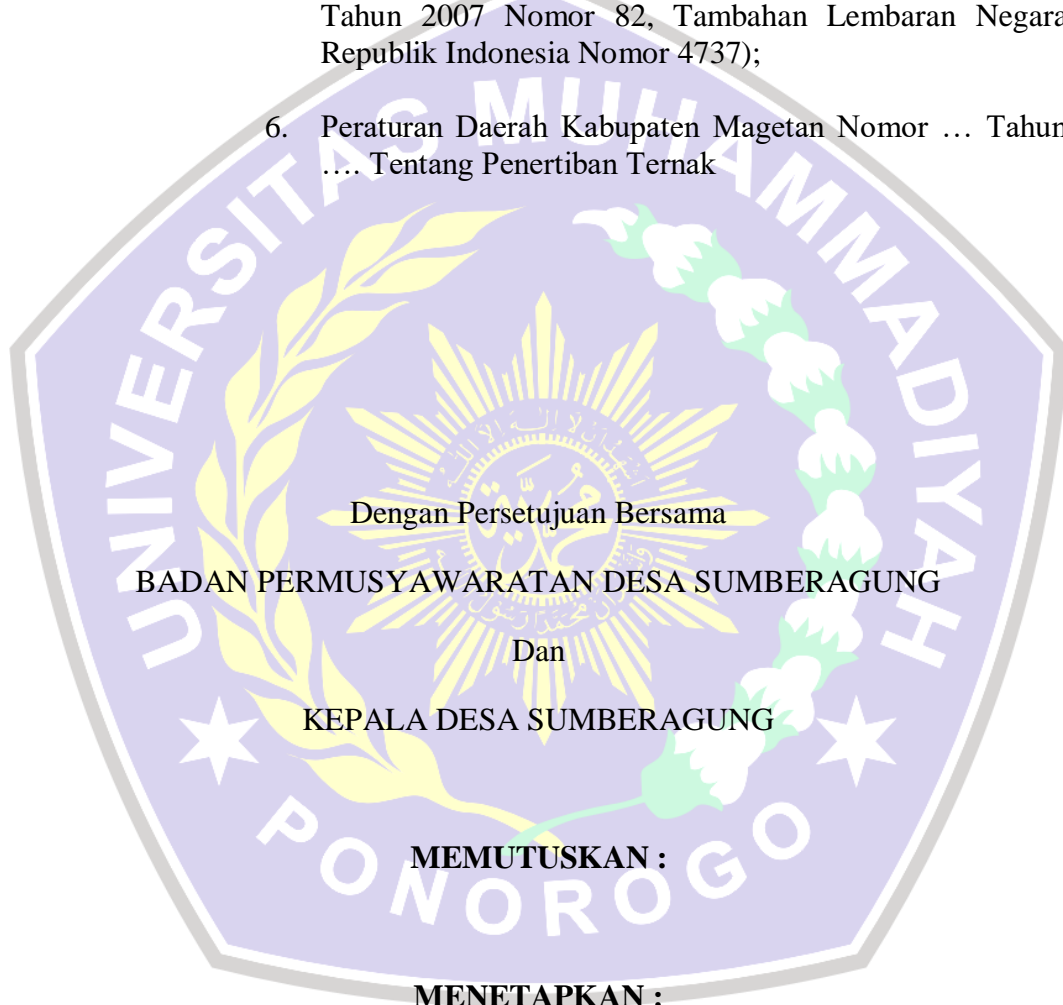 Tahun 2007 Nomor 82, Tambahan Lembaran Negara
Republik Indonesia Nomor 4737);
6. Peraturan Daerah Kabupaten Magetan Nomor … Tahun
…. Tentang Penertiban Ternak
UNIVERSITAS MUHAMMADIYAH
Dengan Persetujuan Bersama
محمد
BADAN PERMUSYAWARATAN DESA SUMBERAGUNG
Dan
KEPALA DESA SUMBERAGUNG
MEMUTUSKAN :
PONOROGO
MENETAPKAN :